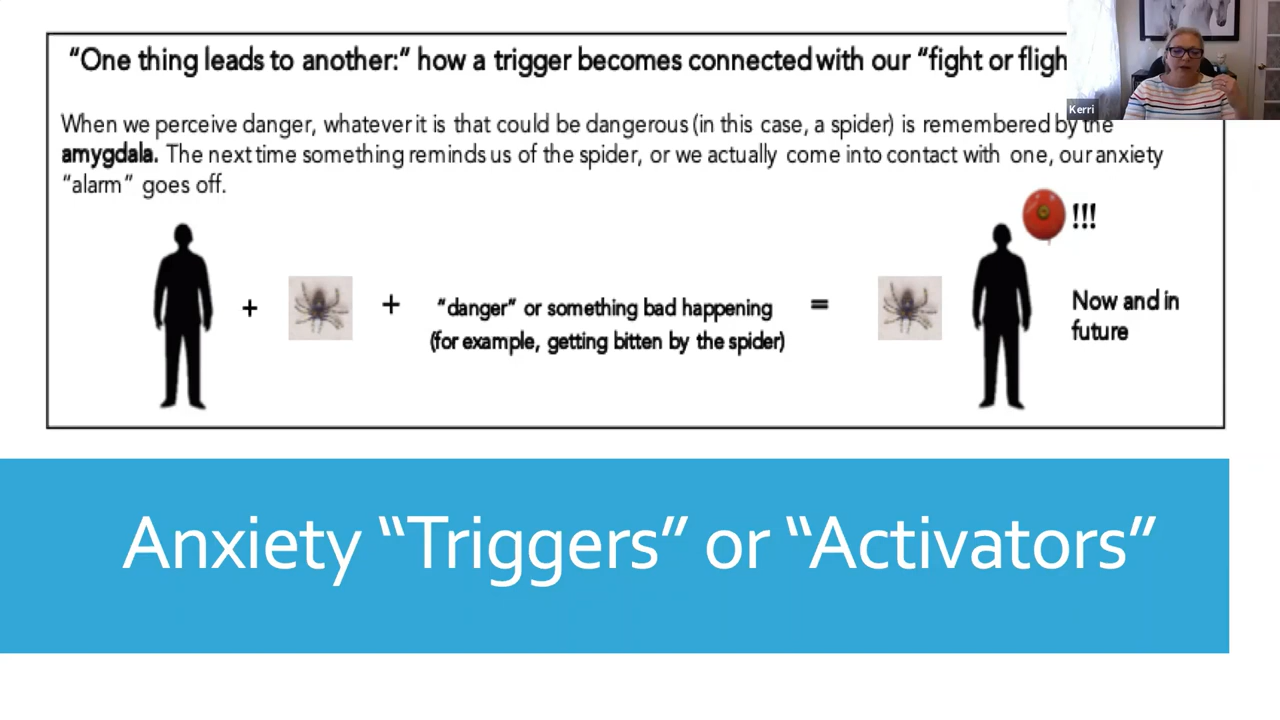 “One thing leads to another:” how a trigger becomes connected with our “fight or fligh
Kerri
When we perceive danger, whatever it is that could be dangerous (in this case, a spider) is remembered by the
amygdala. The next time something reminds us of the spider, or we actually come into contact with one, our anxiety
“alarm” goes off.
!!!
+
+
“danger” or something bad happening
(for example, getting bitten by the spider)
=
Now and in
future
Anxiety “Triggers” or “Activators”